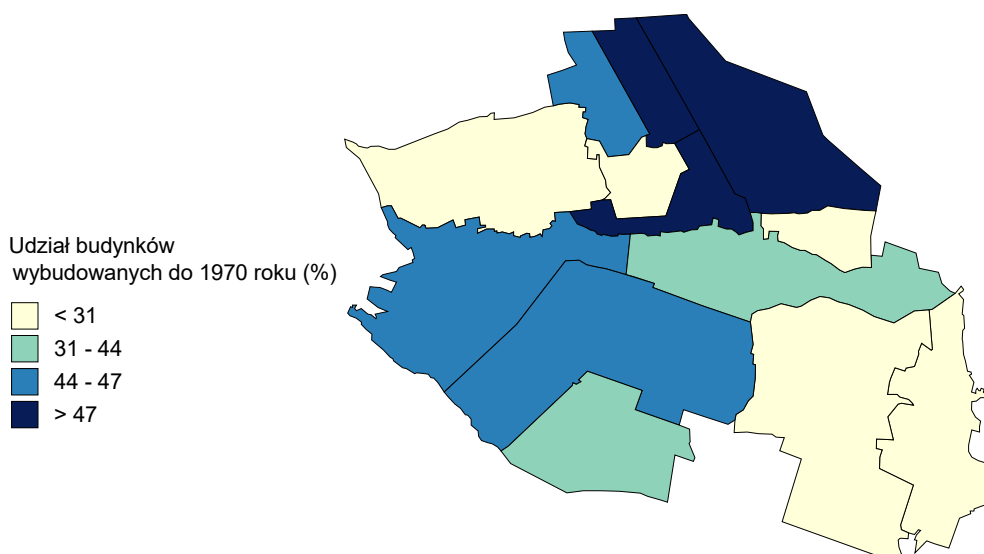 Udział budynków
wybudowanych do 1970 roku (%)
< 31
31 - 44
44 - 47
> 47